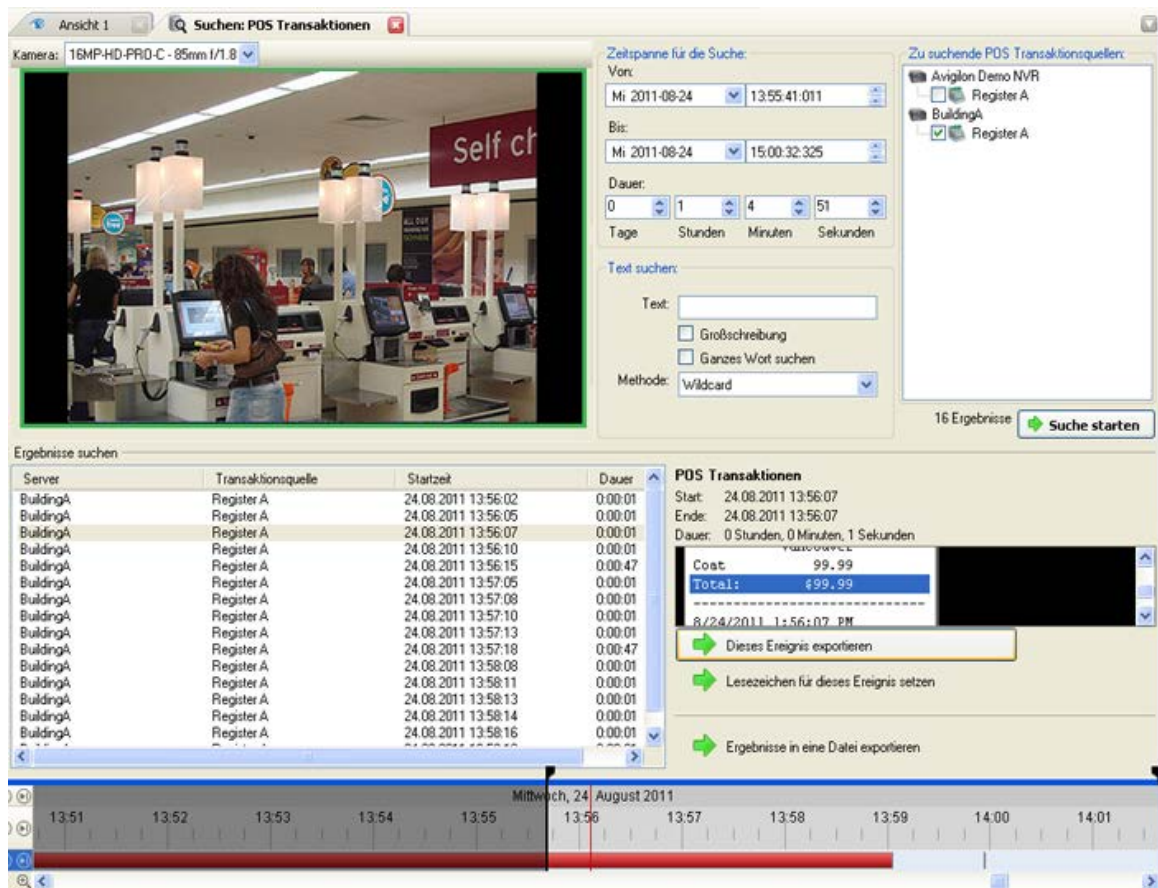 Ansicht 1
Suchen: POS Transaktionen
Kamera: 16MP-HD-PRO-C - 85mm f/1.8
Self ch
Zeitspanne für die Suche:
Von:
Mi 2011-08-24 13:55:41:011
Bis:
Mi 2011-08-24 15:00:32:325
Dauer:
0 1 4 51
Tage Stunden Minuten Sekunden
Text suchen:
Text:
Großschreibung
Ganzes Wort suchen
Methode: Wildcard
Zu suchende POS Transaktionsquellen:
Avigilon Demo NVR
Register A
BuildingA
Register A
16 Ergebnisse Suche starten
Ergebnisse suchen
Server Transaktionsquelle Startzeit Dauer
BuildingA Register A 24.08.2011 13:56:02 0:00:01
BuildingA Register A 24.08.2011 13:56:05 0:00:01
BuildingA Register A 24.08.2011 13:56:07 0:00:01
BuildingA Register A 24.08.2011 13:56:10 0:00:01
BuildingA Register A 24.08.2011 13:56:15 0:00:47
BuildingA Register A 24.08.2011 13:57:05 0:00:01
BuildingA Register A 24.08.2011 13:57:08 0:00:01
BuildingA Register A 24.08.2011 13:57:10 0:00:01
BuildingA Register A 24.08.2011 13:57:13 0:00:01
BuildingA Register A 24.08.2011 13:57:18 0:00:47
BuildingA Register A 24.08.2011 13:58:08 0:00:01
BuildingA Register A 24.08.2011 13:58:11 0:00:01
BuildingA Register A 24.08.2011 13:58:13 0:00:01
BuildingA Register A 24.08.2011 13:58:14 0:00:01
BuildingA Register A 24.08.2011 13:58:16 0:00:01
POS Transaktionen
Start: 24.08.2011 13:56:07
Ende: 24.08.2011 13:56:07
Dauer: 0 Stunden, 0 Minuten, 1 Sekunden
Vancouver
Coat 99.99
Total: $99.99
------------------------------
8/24/2011 1:56:07 PM
Dieses Ereignis exportieren
Lesezeichen für dieses Ereignis setzen
Ergebnisse in eine Datei exportieren
Mittwoch, 24 August 2011
13:51 13:52 13:53 13:54 13:55 13:56 13:57 13:58 13:59 14:00 14:01